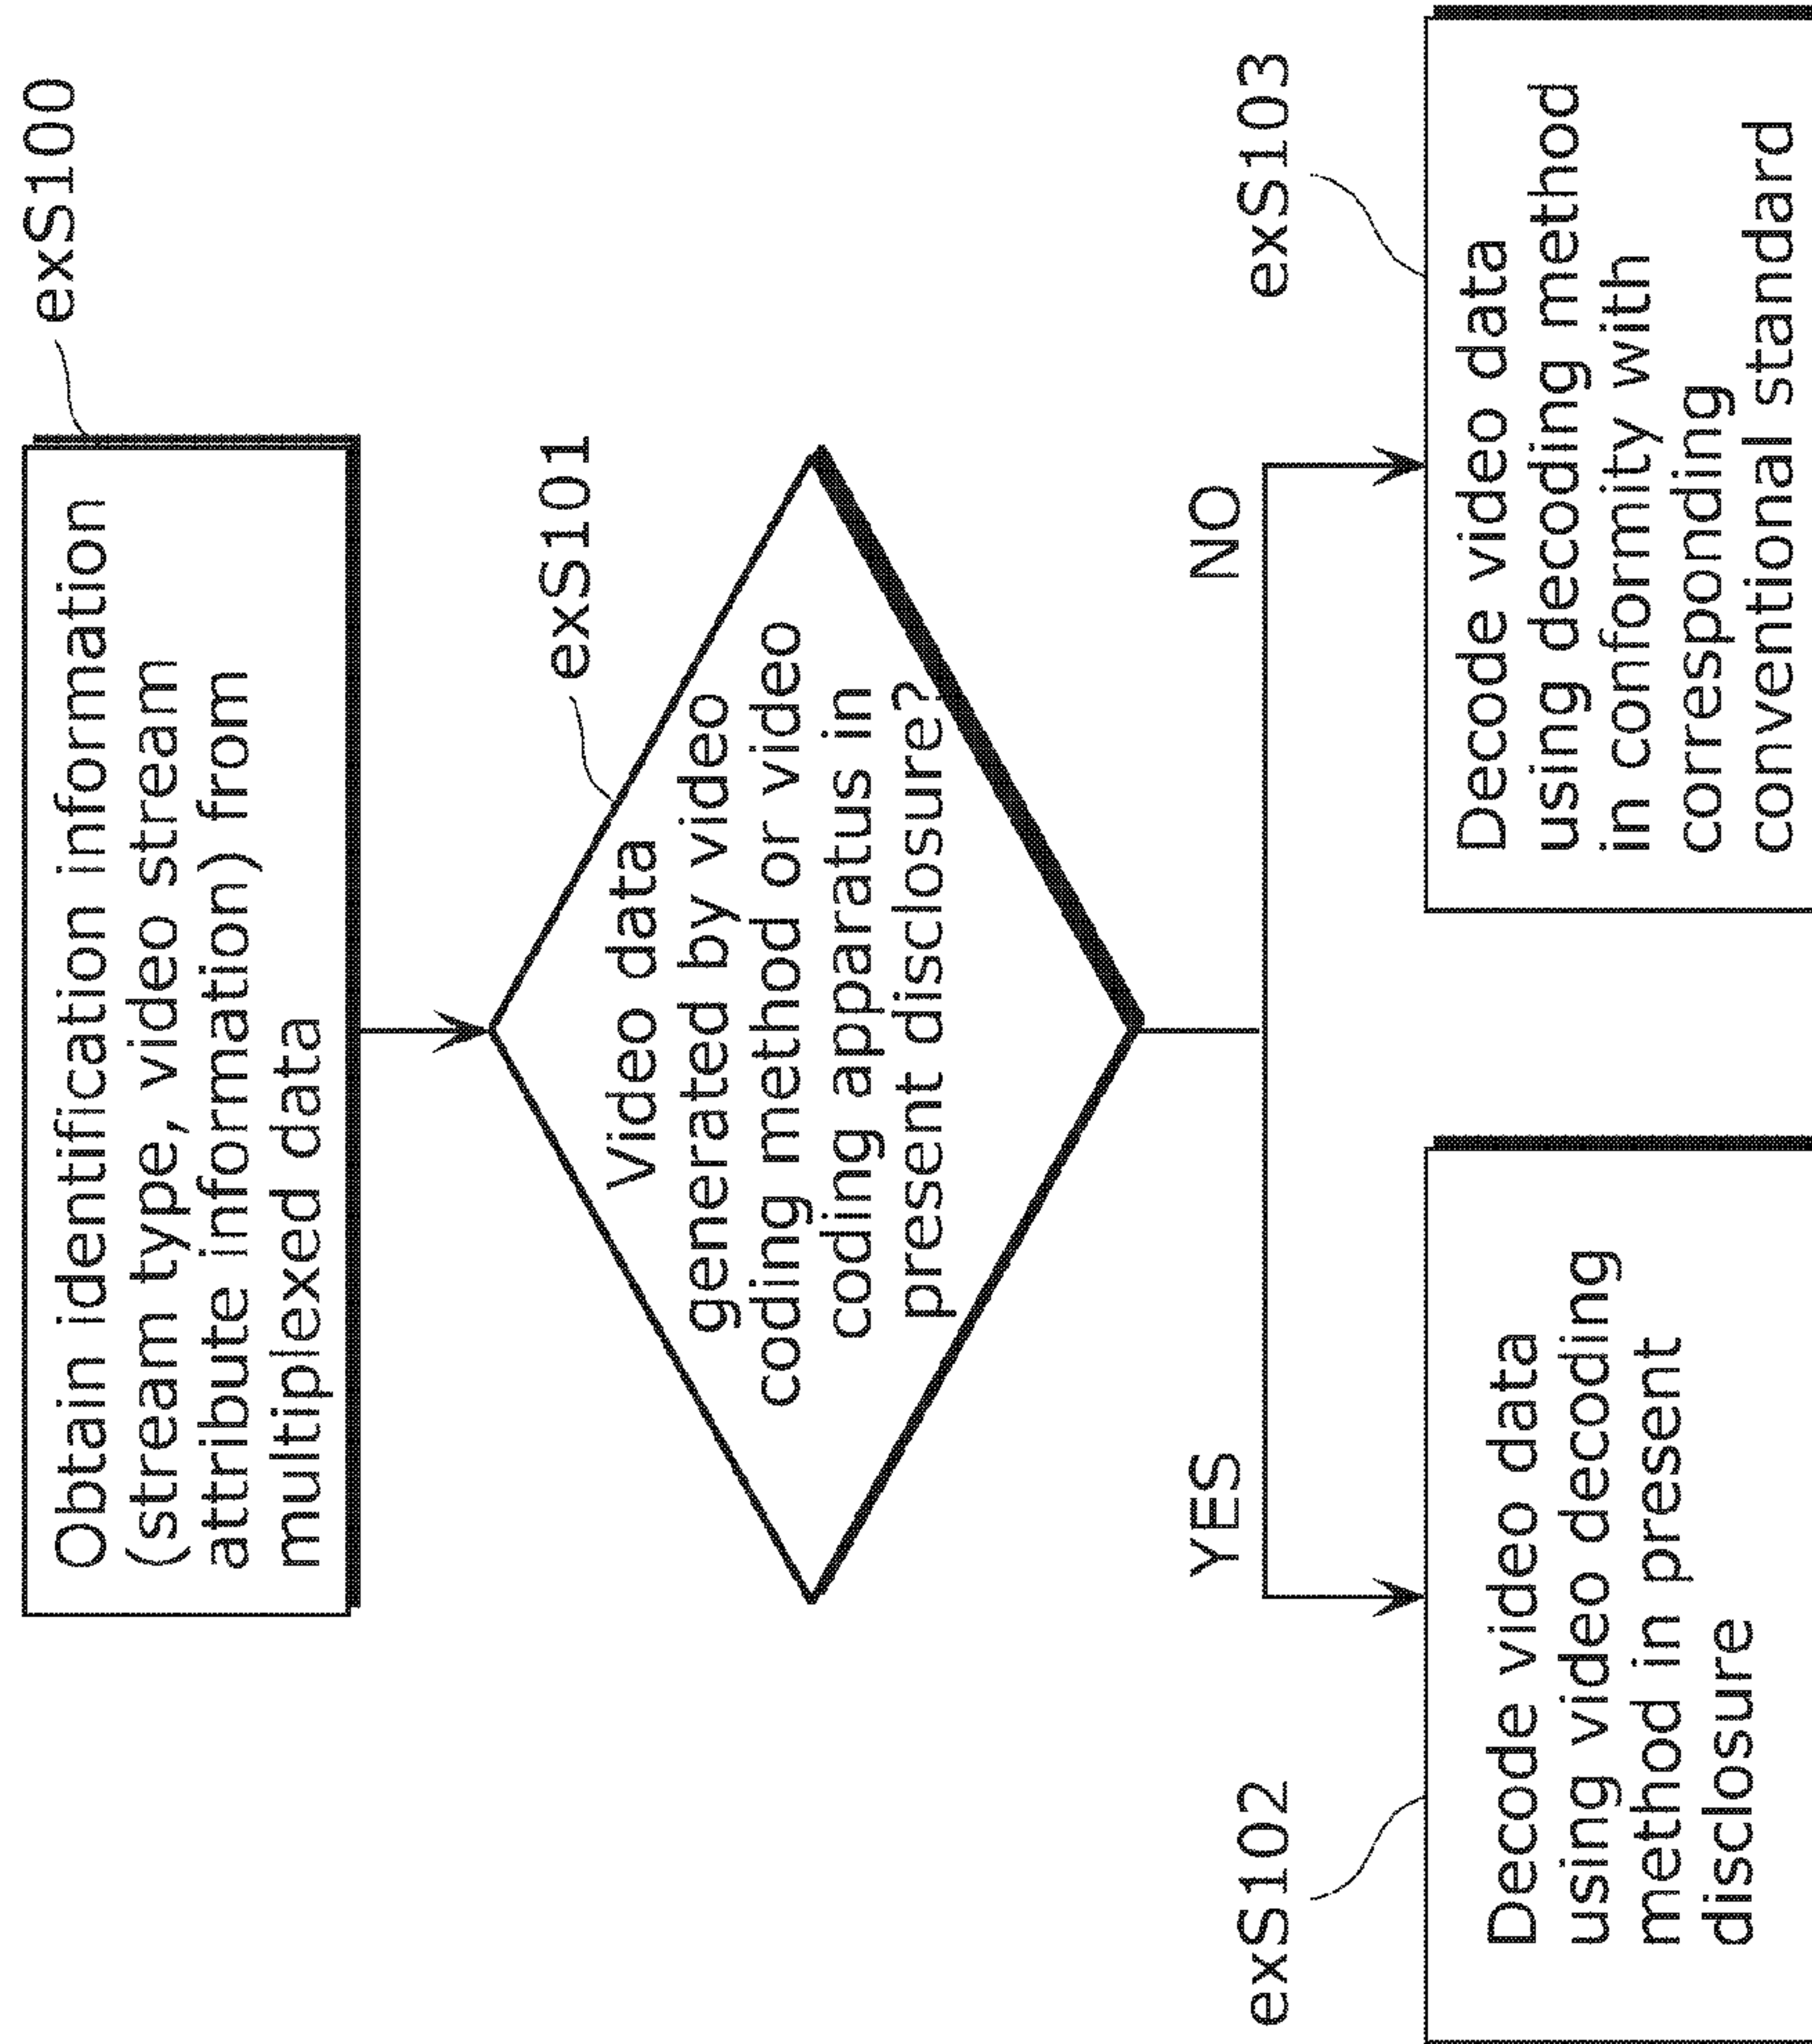 exS100
Obtain identification information
(stream type, video stream
attribute information) from
multiplexed data
exS101
Video data
generated by video
coding method or video
coding apparatus in
present disclosure?
YES
NO
exS102
Decode video data
using video decoding
method in present
disclosure
exS103
Decode video data
using decoding method
in conformity with
corresponding
conventional standard